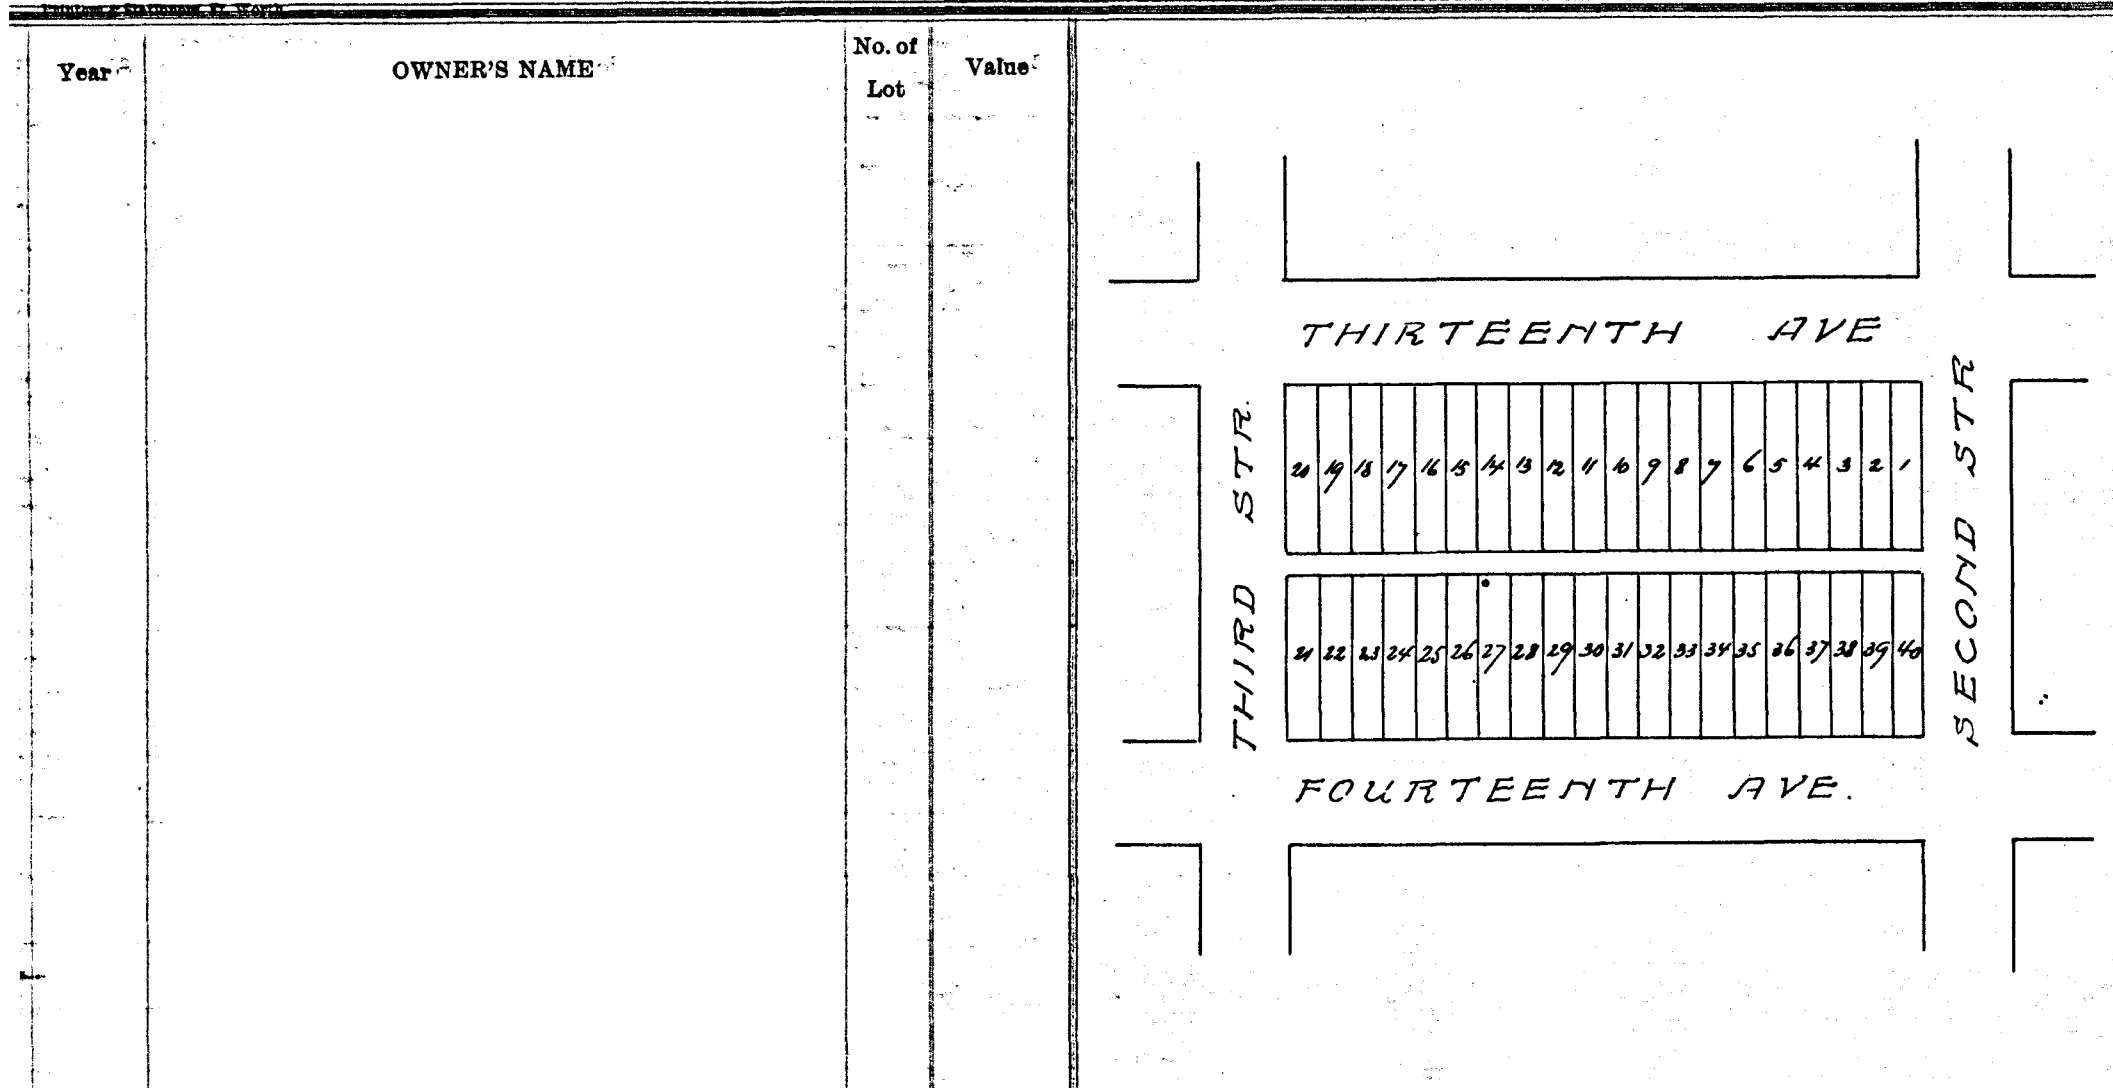 Year
OWNER'S NAME
No. of
Lot
Value
THIRTEENTH AVE
THIRD STR.
SECOND STR
20 19 18 17 16 15 14 13 12 11 10 9 8 7 6 5 4 3 2 1
21 22 23 24 25 26 27 28 29 30 31 32 33 34 35 36 37 38 39 40
FOURTEENTH AVE.